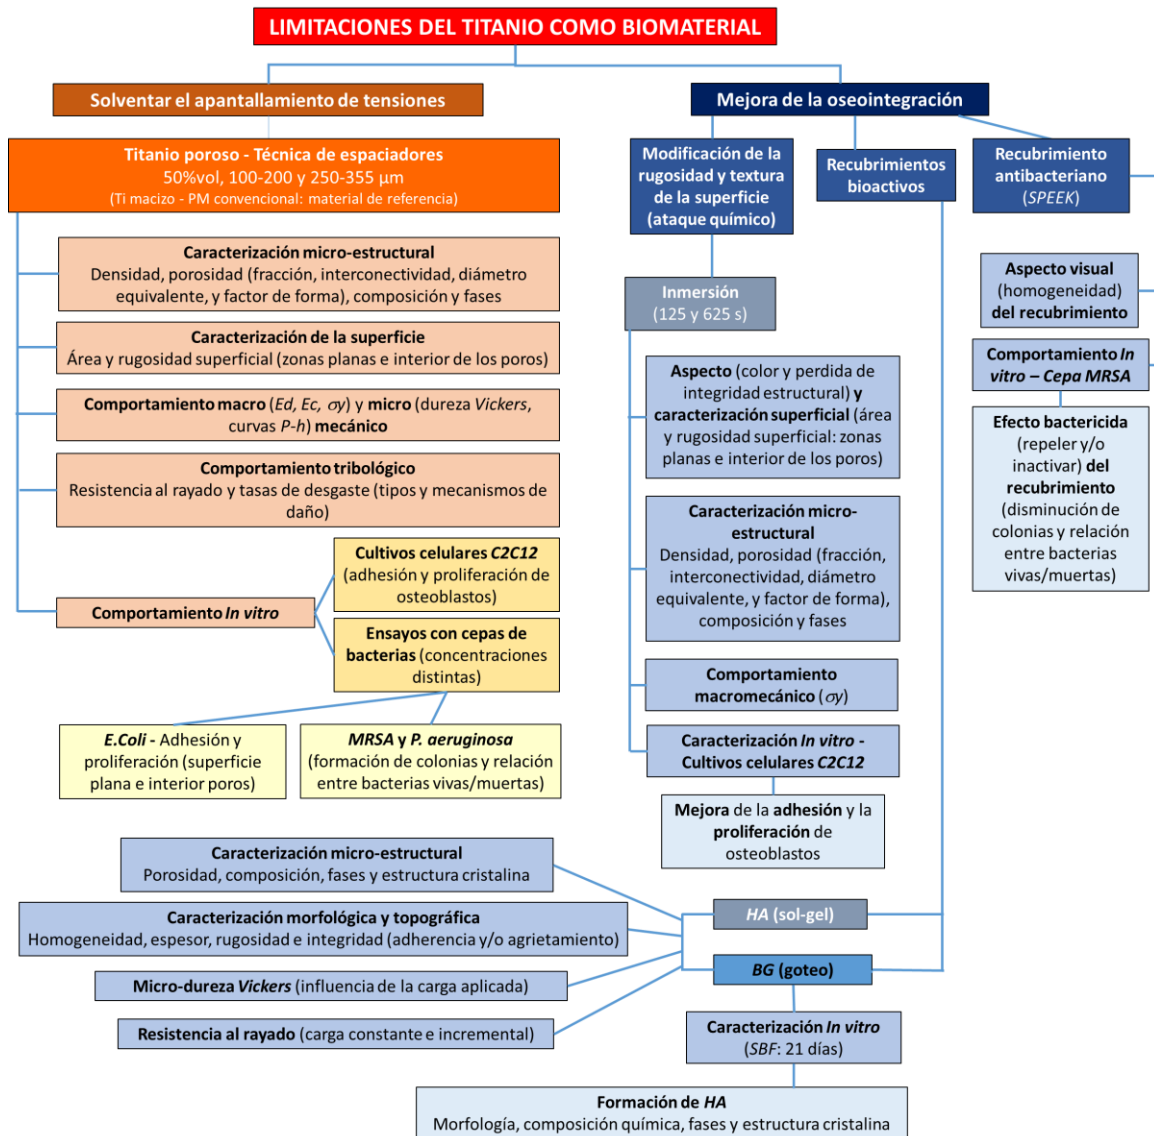 LIMITACIONES DEL TITANIO COMO BIOMATERIAL
Solventar el apantallamiento de tensiones
Mejora de la oseointegración
Titanio poroso - Técnica de espaciadores
50%vol, 100-200 y 250-355 µm
(Ti macizo - PM convencional: material de referencia)
Caracterización micro-estructural
Densidad, porosidad (fracción, interconectividad, diámetro
equivalente, y factor de forma), composición y fases
Caracterización de la superficie
Área y rugosidad superficial (zonas planas e interior de los poros)
Comportamiento macro (Ed, Ec, σy) y micro (dureza Vickers,
curvas P-h) mecánico
Comportamiento tribológico
Resistencia al rayado y tasas de desgaste (tipos y mecanismos de
daño)
Comportamiento In vitro
Cultivos celulares C2C12
(adhesión y proliferación de
osteoblastos)
Ensayos con cepas de
bacterias (concentraciones
distintas)
E.Coli - Adhesión y
proliferación (superficie
plana e interior poros)
MRSA y P. aeruginosa
(formación de colonias y relación
entre bacterias vivas/muertas)
Modificación de la
rugosidad y textura
de la superficie
(ataque químico)
Inmersión
(125 y 625 s)
Aspecto (color y perdida de
integridad estructural) y
caracterización superficial (área
y rugosidad superficial: zonas
planas e interior de los poros)
Caracterización micro-
estructural
Densidad, porosidad (fracción,
interconectividad, diámetro
equivalente, y factor de forma),
composición y fases
Comportamiento
macromecánico (σy)
Caracterización In vitro -
Cultivos celulares C2C12
Mejora de la adhesión y la
proliferación de
osteoblastos
Recubrimientos
bioactivos
Recubrimiento
antibacteriano
(SPEEK)
Aspecto visual
(homogeneidad)
del recubrimiento
Comportamiento In
vitro – Cepa MRSA
Efecto bactericida
(repeler y/o
inactivar) del
recubrimiento
(disminución de
colonias y relación
entre bacterias
vivas/muertas)
Caracterización micro-estructural
Porosidad, composición, fases y estructura cristalina
Caracterización morfológica y topográfica
Homogeneidad, espesor, rugosidad e integridad (adherencia y/o agrietamiento)
Micro-dureza Vickers (influencia de la carga aplicada)
Resistencia al rayado (carga constante e incremental)
HA (sol-gel)
BG (goteo)
Caracterización In vitro
(SBF: 21 días)
Formación de HA
Morfología, composición química, fases y estructura cristalina